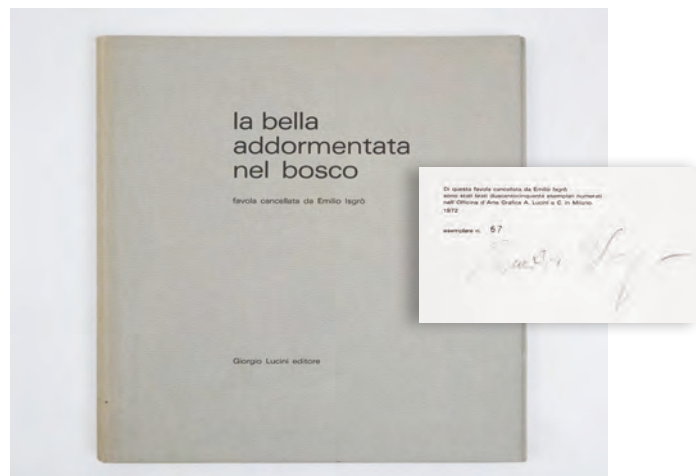 la bella
addormentata
nel bosco
favola cancellata da Emilio Isgrò
Giorgio Lucini editore
Di questa favola cancellata da Emilio Isgrò
sono stati tirati duecentocinquanta esemplari numerati
nell'Officina d'Arte Grafica A. Lucini e C. in Milano.
1972
esemplare n. 67